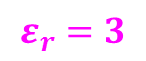 εᵣ = 3